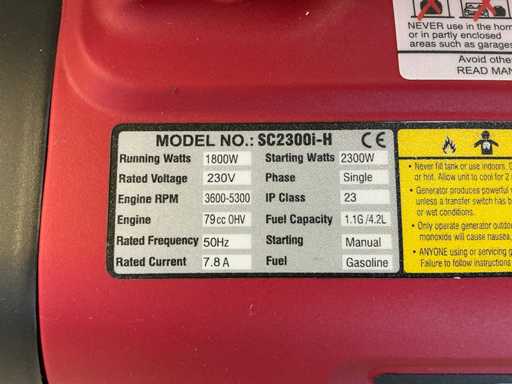 NEVER use in the hom
or in partly enclosed
areas such as garages
Avoid othe
READ MAN
MODEL NO.: SC2300i-H CE
Running Watts 1800W Starting Watts 2300W
Rated Voltage 230V Phase Single
Engine RPM 3600-5300 IP Class 23
Engine 79cc OHV Fuel Capacity 1.1G/4.2L
Rated Frequency 50Hz Starting Manual
Rated Current 7.8A Fuel Gasoline
• Never fill tank or use indoors. G
or hot. Allow unit to cool for 2
• Generator produces powerful
unless a transfer switch has b
or wet conditions.
• Only operate generator outdo
monoxide will cause nausea,
• ANYONE using or servicing g
Failure to follow instructions